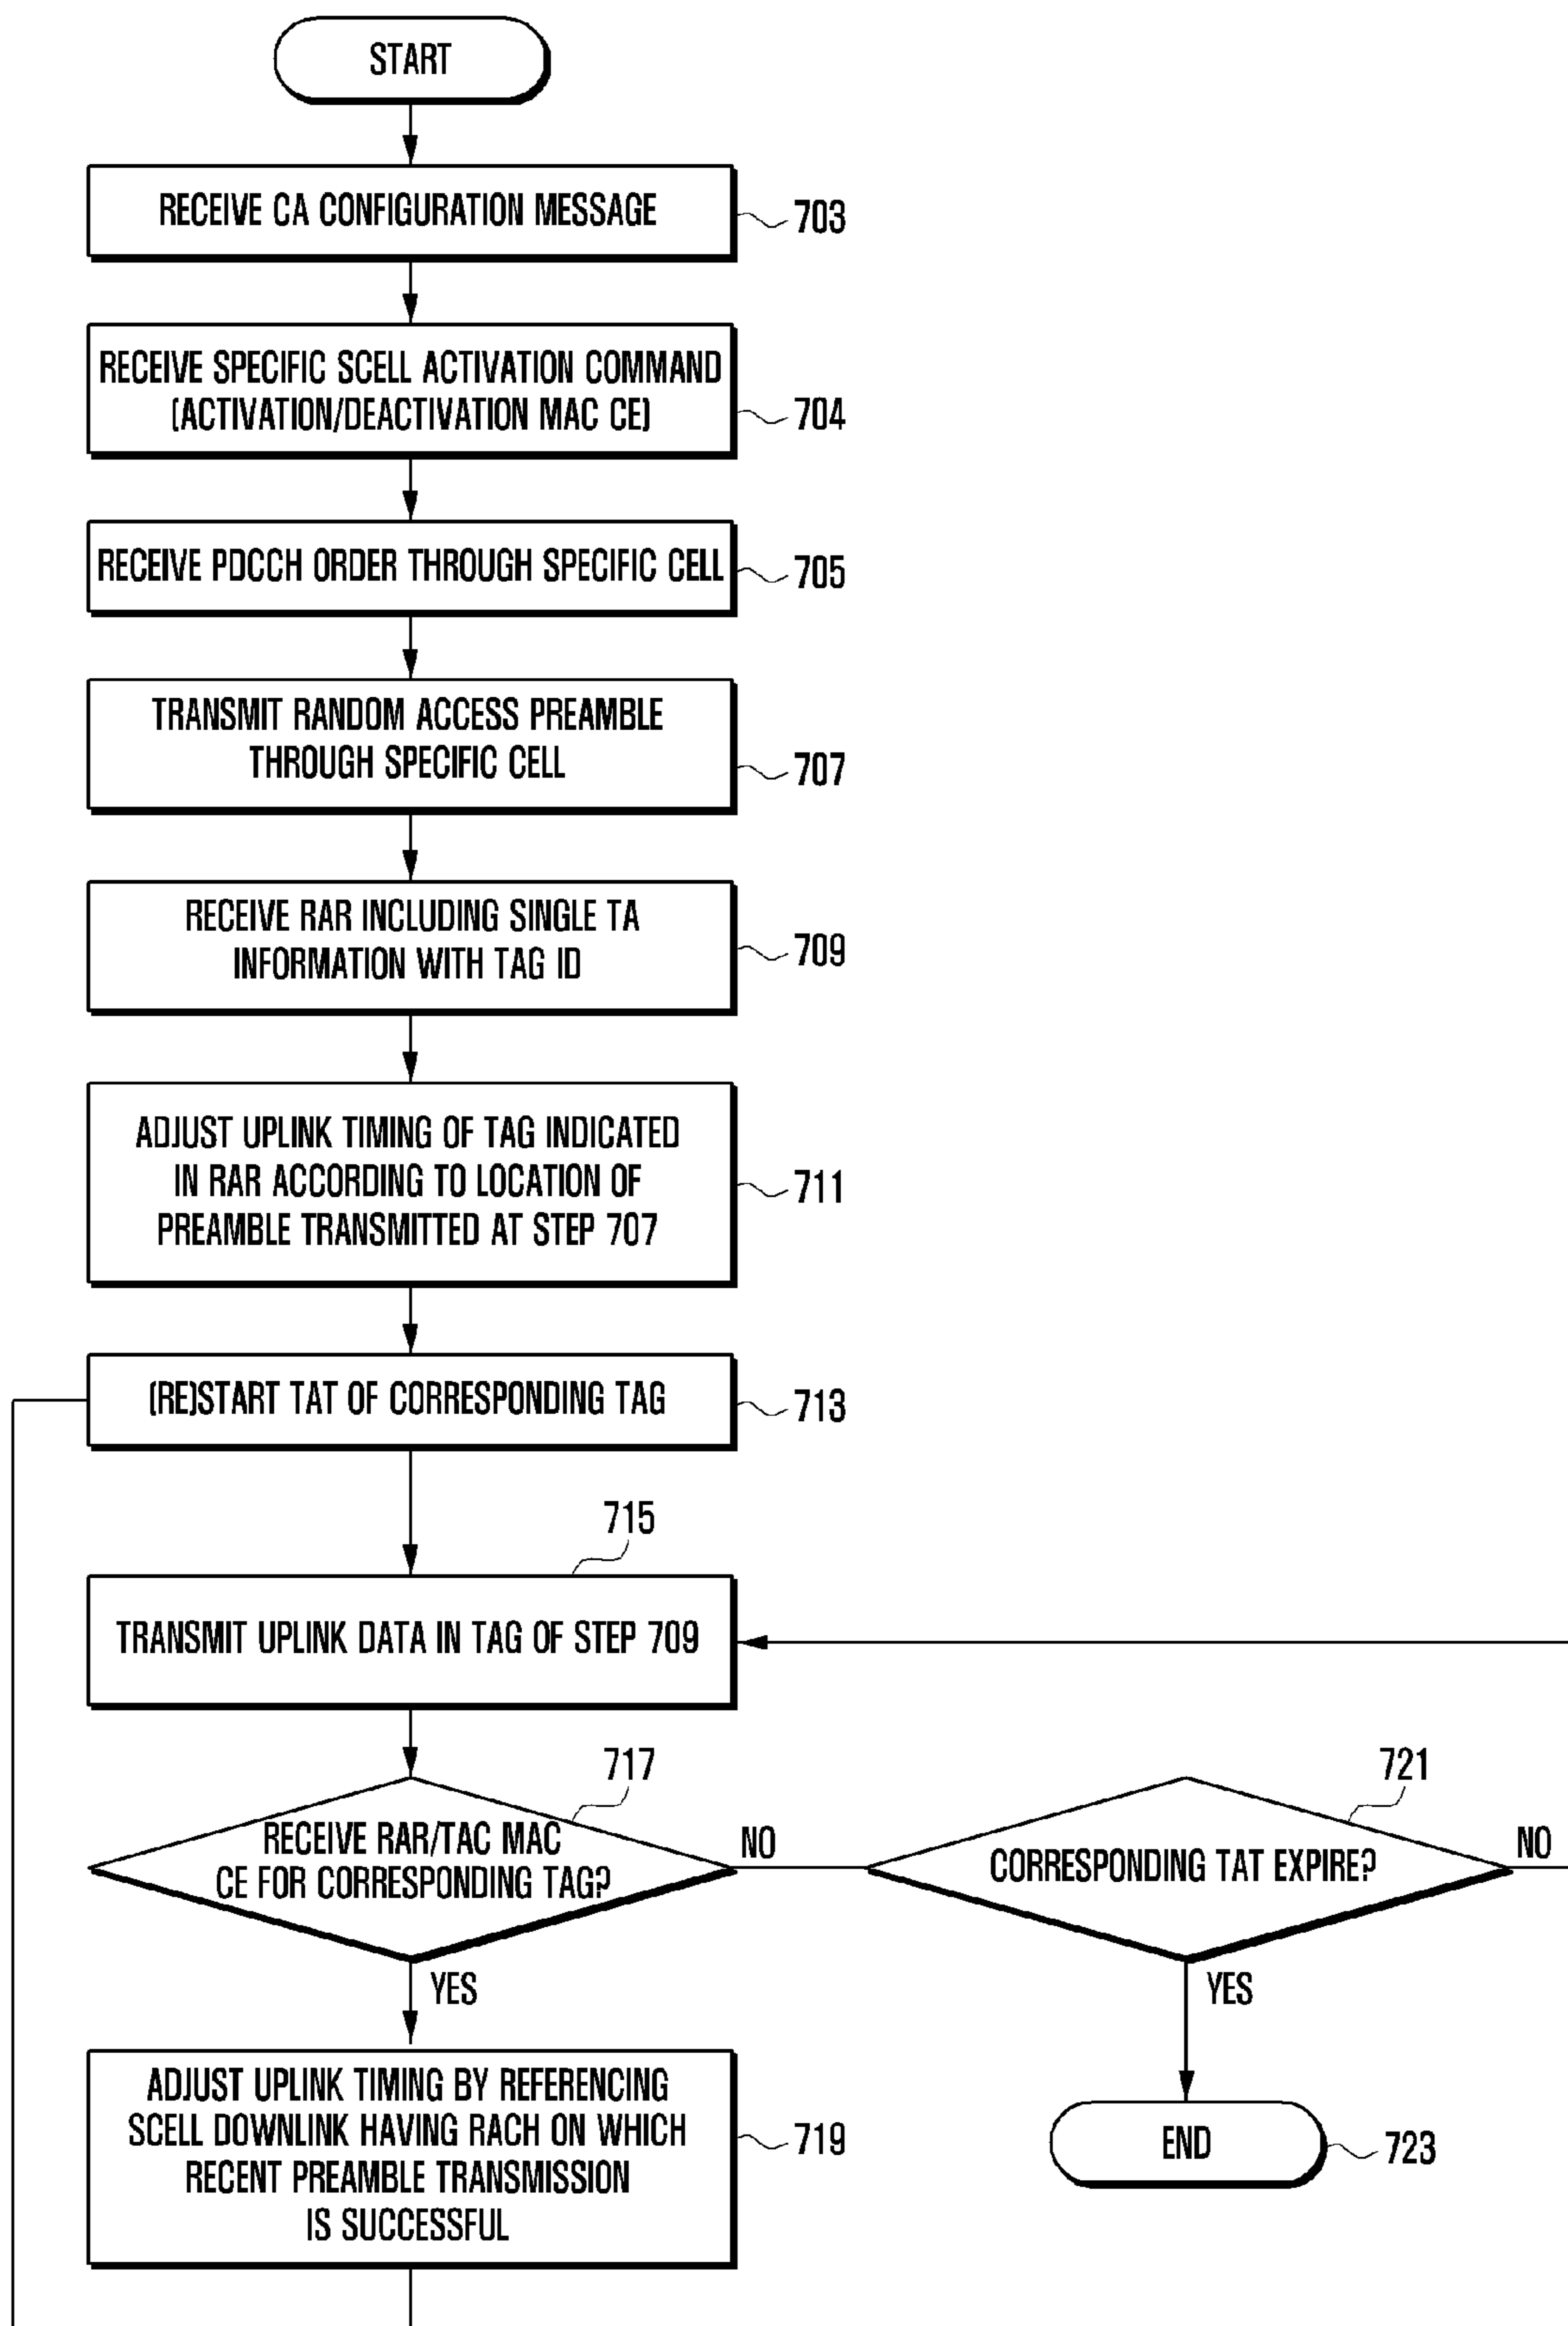 START
RECEIVE CA CONFIGURATION MESSAGE
703
RECEIVE SPECIFIC SCELL ACTIVATION COMMAND
(ACTIVATION/DEACTIVATION MAC CE)
704
RECEIVE PDCCH ORDER THROUGH SPECIFIC CELL
705
TRANSMIT RANDOM ACCESS PREAMBLE
THROUGH SPECIFIC CELL
707
RECEIVE RAR INCLUDING SINGLE TA
INFORMATION WITH TAG ID
709
ADJUST UPLINK TIMING OF TAG INDICATED
IN RAR ACCORDING TO LOCATION OF
PREAMBLE TRANSMITTED AT STEP 707
711
(RE)START TAT OF CORRESPONDING TAG
713
715
TRANSMIT UPLINK DATA IN TAG OF STEP 709
717
RECEIVE RAR/TAC MAC
CE FOR CORRESPONDING TAG?
NO
721
CORRESPONDING TAT EXPIRE?
NO
YES
YES
ADJUST UPLINK TIMING BY REFERENCING
SCELL DOWNLINK HAVING RACH ON WHICH
RECENT PREAMBLE TRANSMISSION
IS SUCCESSFUL
719
END
723